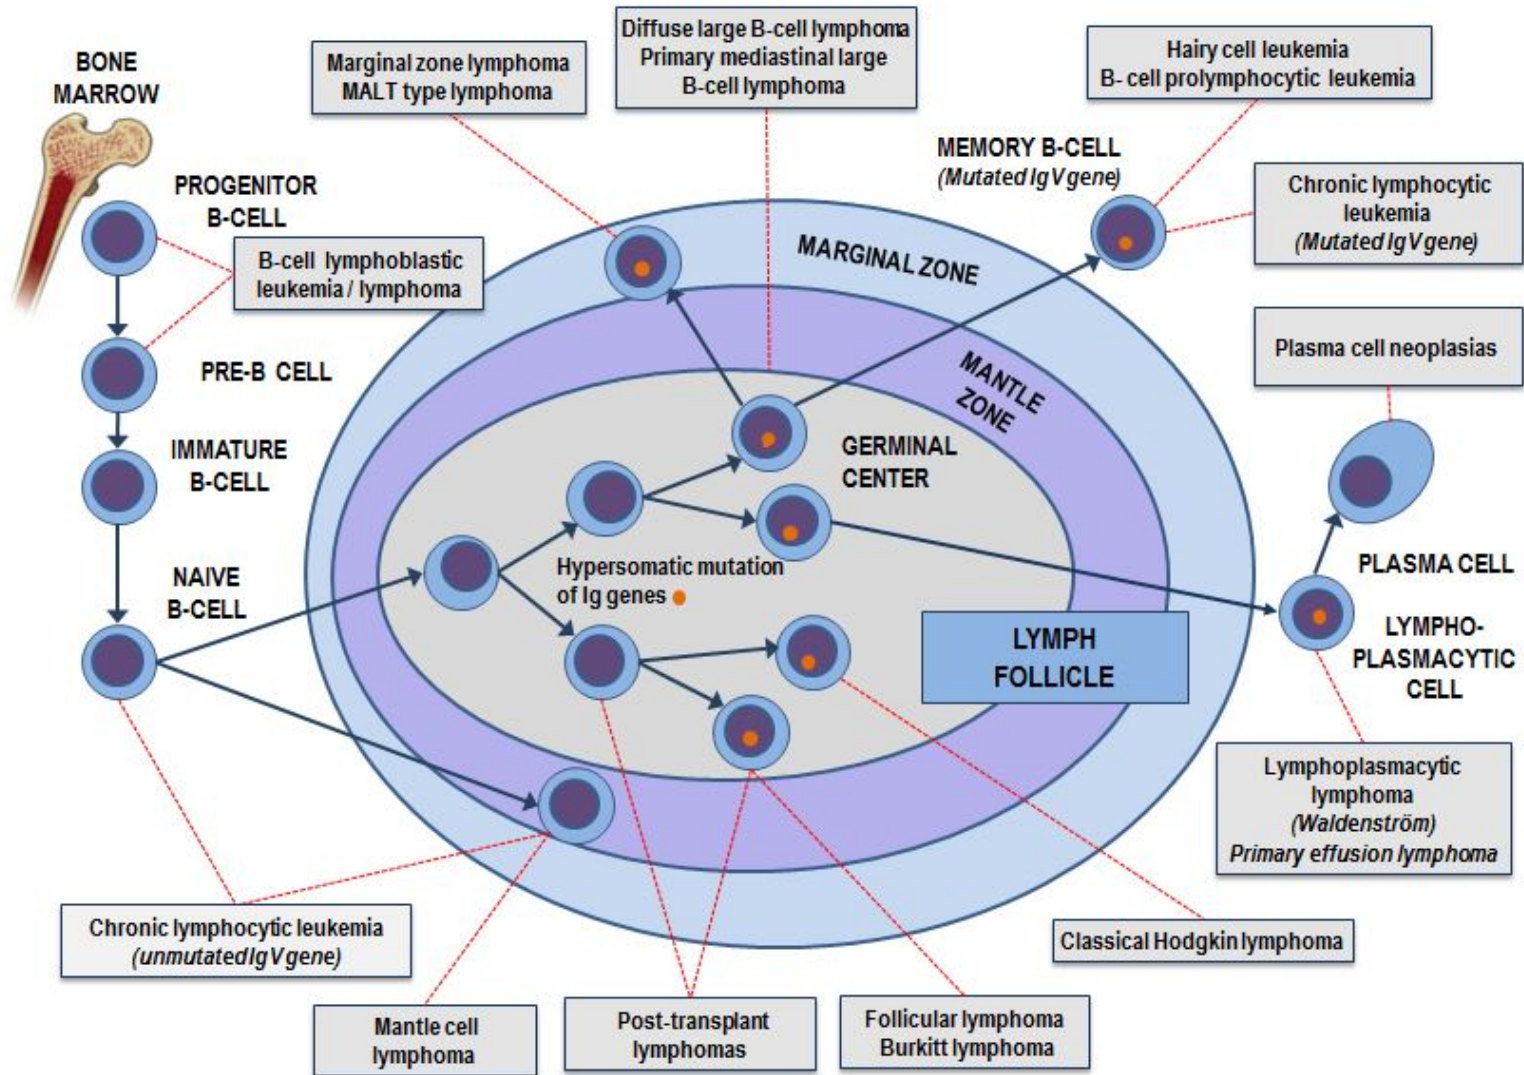 BONE
MARROW
PROGENITOR
B-CELL
B-cell lymphoblastic
leukemia / lymphoma
PRE-B CELL
IMMATURE
B-CELL
NAIVE
B-CELL
Marginal zone lymphoma
MALT type lymphoma
Diffuse large B-cell lymphoma
Primary mediastinal large
B-cell lymphoma
Hairy cell leukemia
B- cell prolymphocytic leukemia
MEMORY B-CELL
(Mutated IgV gene)
Chronic lymphocytic
leukemia
(Mutated IgV gene)
MARGINAL ZONE
MANTLE
ZONE
GERMINAL
CENTER
Hypersomatic mutation
of Ig genes
LYMPH
FOLLICLE
Plasma cell neoplasias
PLASMA CELL
LYMPHO-
PLASMACYTIC
CELL
Lymphoplasmacytic
lymphoma
(Waldenström)
Primary effusion lymphoma
Chronic lymphocytic leukemia
(unmutated IgV gene)
Mantle cell
lymphoma
Post-transplant
lymphomas
Follicular lymphoma
Burkitt lymphoma
Classical Hodgkin lymphoma